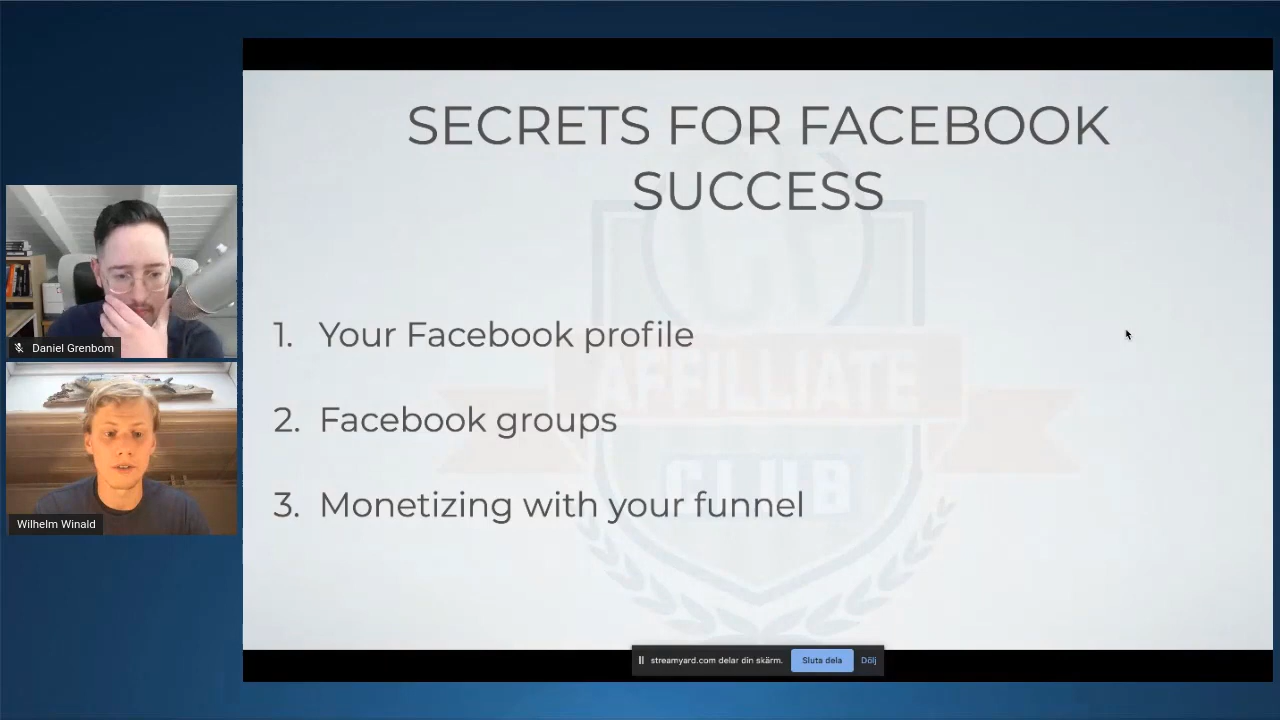 SECRETS FOR FACEBOOK
SUCCESS
1. Your Facebook profile
2. Facebook groups
3. Monetizing with your funnel
AFFILLIATE
CLUB
Daniel Grenbom
Wilhelm Winald
streamyard.com delar din skärm. Sluta dela Dölj